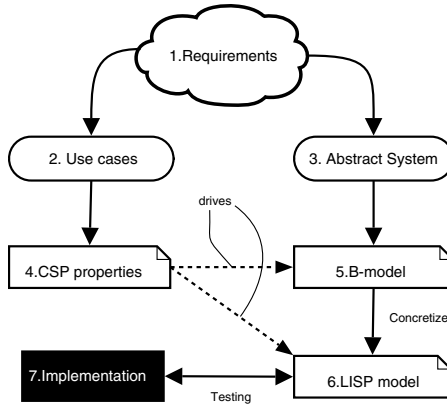 1.Requirements
2. Use cases
3. Abstract System
drives
4.CSP properties
5.B-model
Concretize
7.Implementation
Testing
6.LISP model